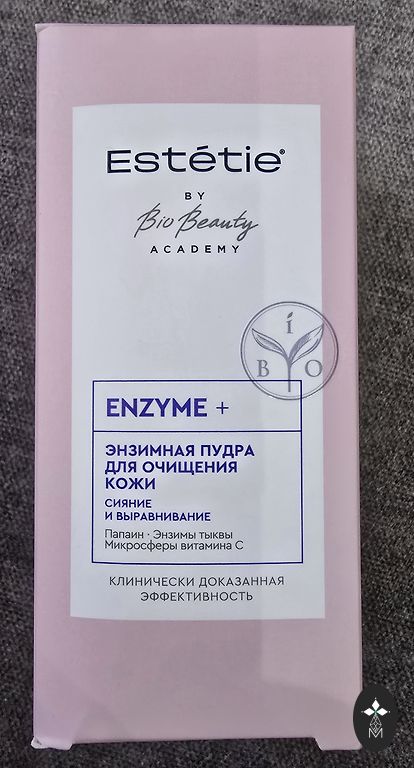 Estétie®
BY
Bio Beauty
ACADEMY
BIO
ENZYME +
ЭНЗИМНАЯ ПУДРА
ДЛЯ ОЧИЩЕНИЯ
КОЖИ
СИЯНИЕ
И ВЫРАВНИВАНИЕ
Папаин · Энзимы тыквы
Микросферы витамина С
КЛИНИЧЕСКИ ДОКАЗАННАЯ
ЭФФЕКТИВНОСТЬ
M